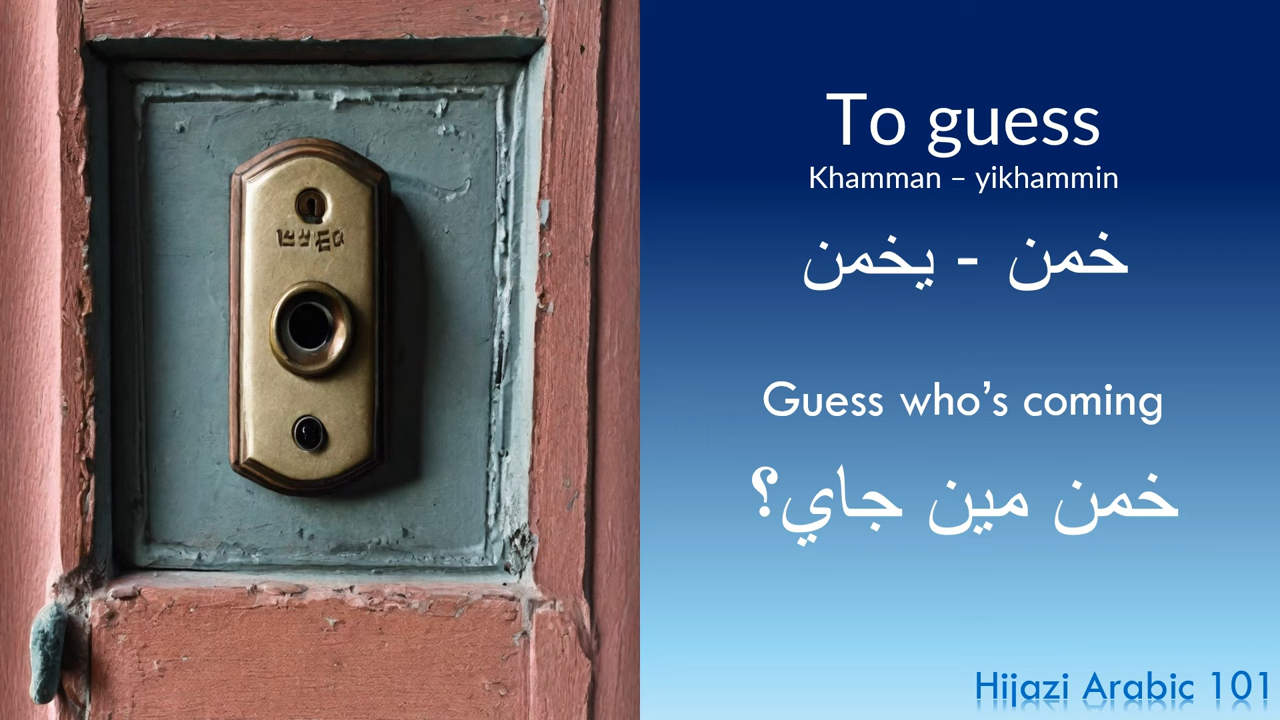 To guess
Khamman – yikhammin
خمن - يخمن
Guess who’s coming
خمن مين جاي؟
Hijazi Arabic 101